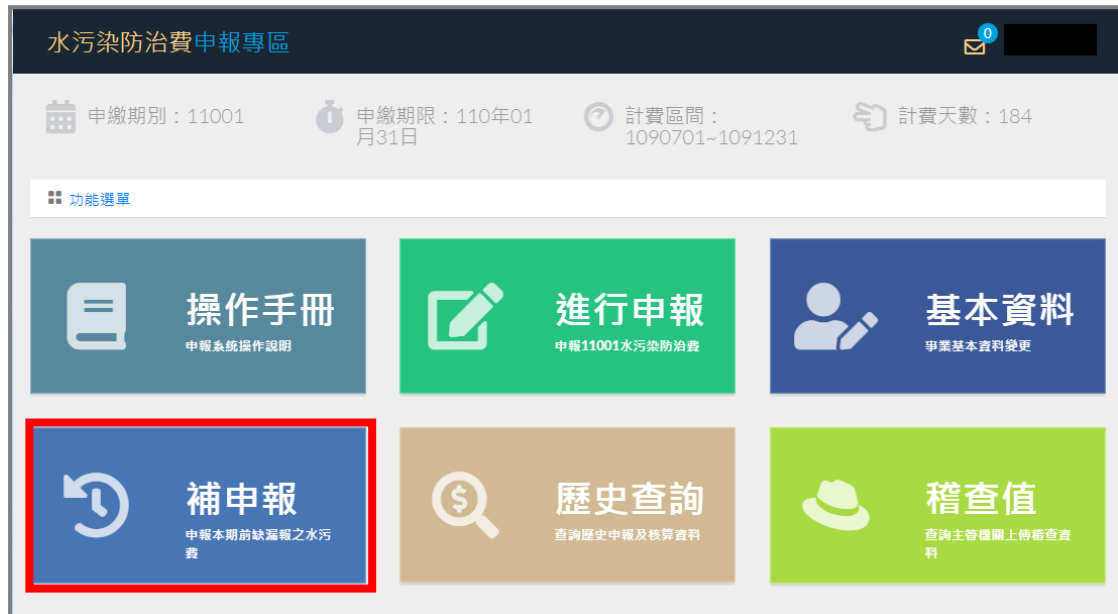 水污染防治費申報專區
0
申繳期別：11001
申繳期限：110年01
月31日
計費區間：
1090701~1091231
計費天數：184
功能選單
操作手冊
申報系統操作說明
進行申報
申報11001水污染防治費
基本資料
事業基本資料變更
補申報
申報本期前缺漏報之水污
費
歷史查詢
查詢歷史申報及核算資料
稽查值
查詢主管機關上傳稽查資
料